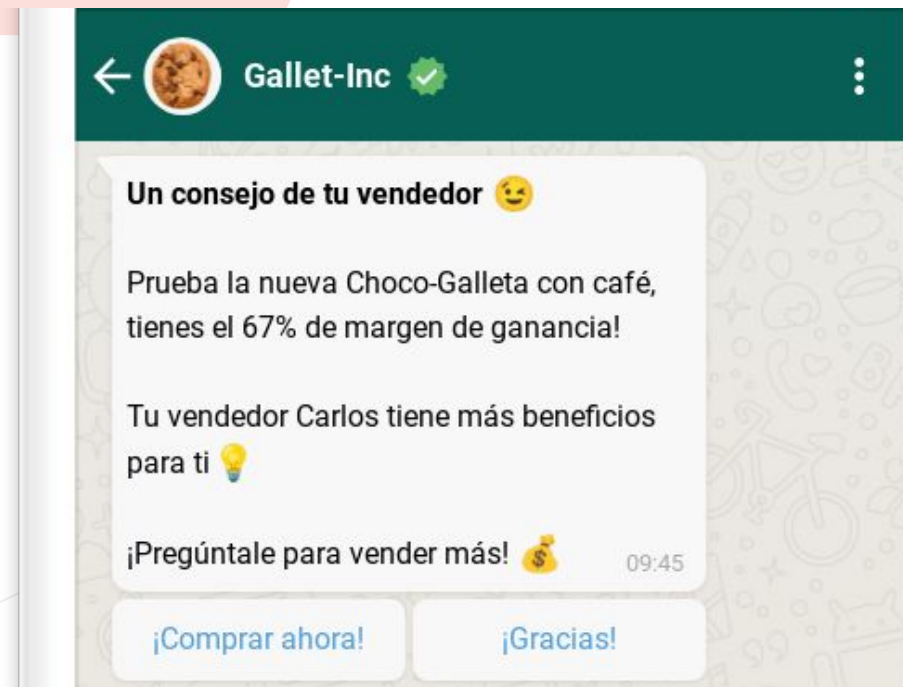 Gallet-Inc
Un consejo de tu vendedor 😉
Prueba la nueva Choco-Galleta con café,
tienes el 67% de margen de ganancia!
Tu vendedor Carlos tiene más beneficios
para ti 💡
¡Pregúntale para vender más! 💰 09:45
¡Comprar ahora! ¡Gracias!